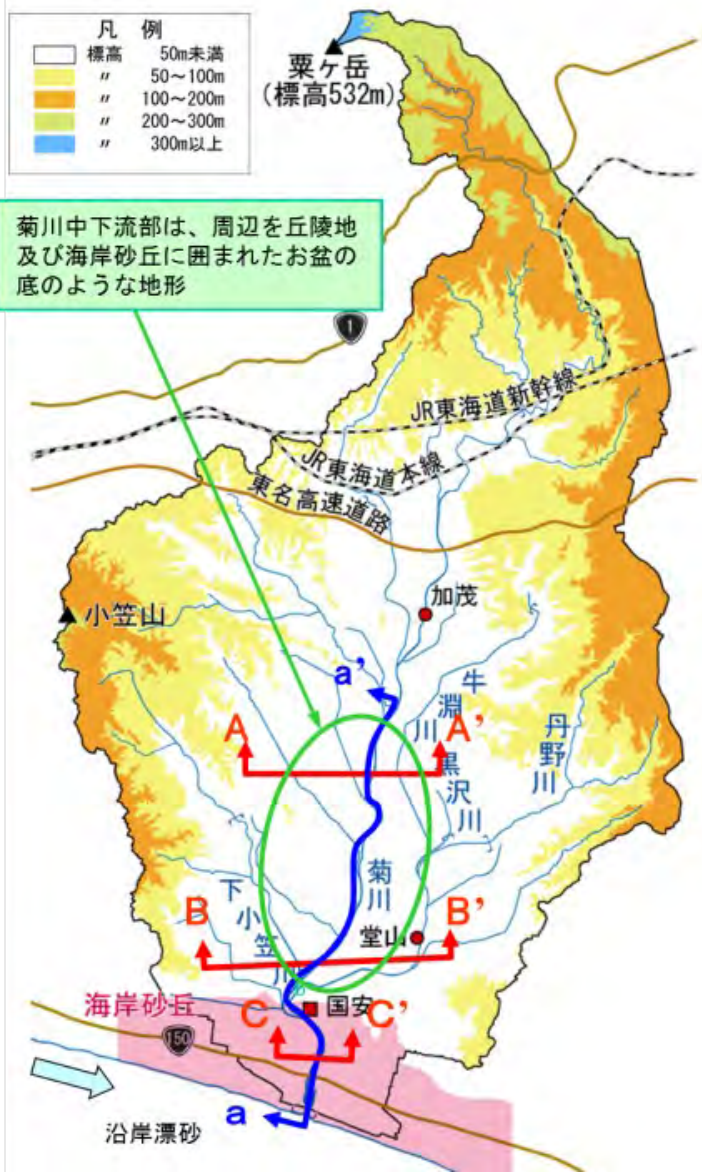 凡 例
標高 50m未満
〃 50～100m
〃 100～200m
〃 200～300m
〃 300m以上
粟ヶ岳
(標高532m)
菊川中下流部は、周辺を丘陵地
及び海岸砂丘に囲まれたお盆の
底のような地形
1
JR東海道新幹線
JR東海道本線
東名高速道路
加茂
小笠山
a'
牛淵川
A
A'
黒沢川
丹野川
菊川
下小笠川
B
B'
堂山
海岸砂丘
国安
C
C'
150
a
沿岸漂砂